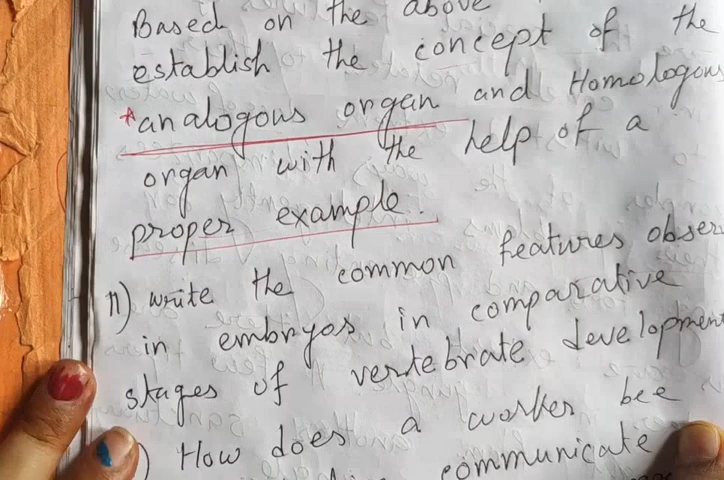 Based on the above
establish the concept of the
*analogous organ and Homologous
organ with the help of a
proper example.
11) write the common features obser
in embryos in comparative
stages of vertebrate development
) How does a worker bee
communicate